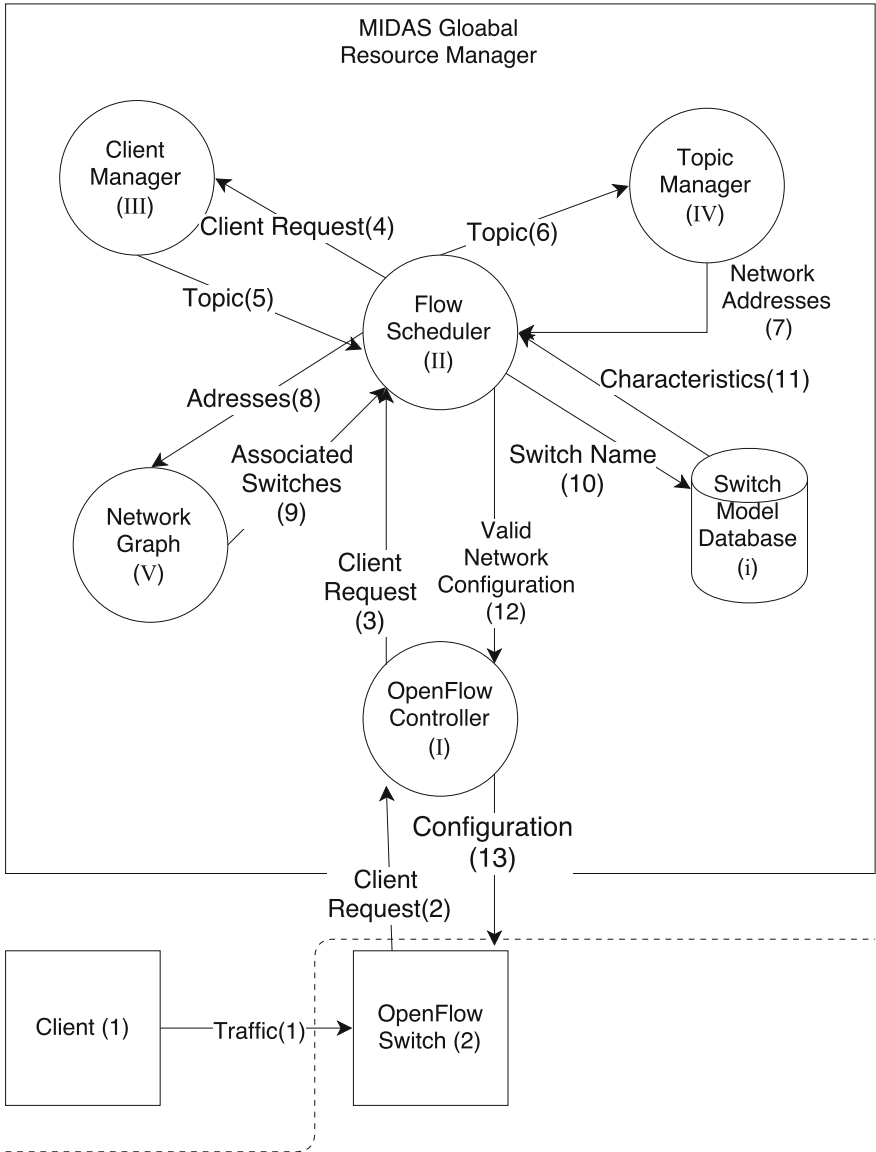 MIDAS Gloabal
Resource Manager
Client
Manager
(III)
Topic
Manager
(IV)
Client Request(4)
Topic(6)
Topic(5)
Flow
Scheduler
(II)
Network
Addresses
(7)
Adresses(8)
Characteristics(11)
Associated
Switches
(9)
Switch Name
(10)
Network
Graph
(V)
Switch
Model
Database
(i)
Client
Request
(3)
Valid
Network
Configuration
(12)
OpenFlow
Controller
(I)
Configuration
(13)
Client
Request(2)
Client (1)
Traffic(1)
OpenFlow
Switch (2)